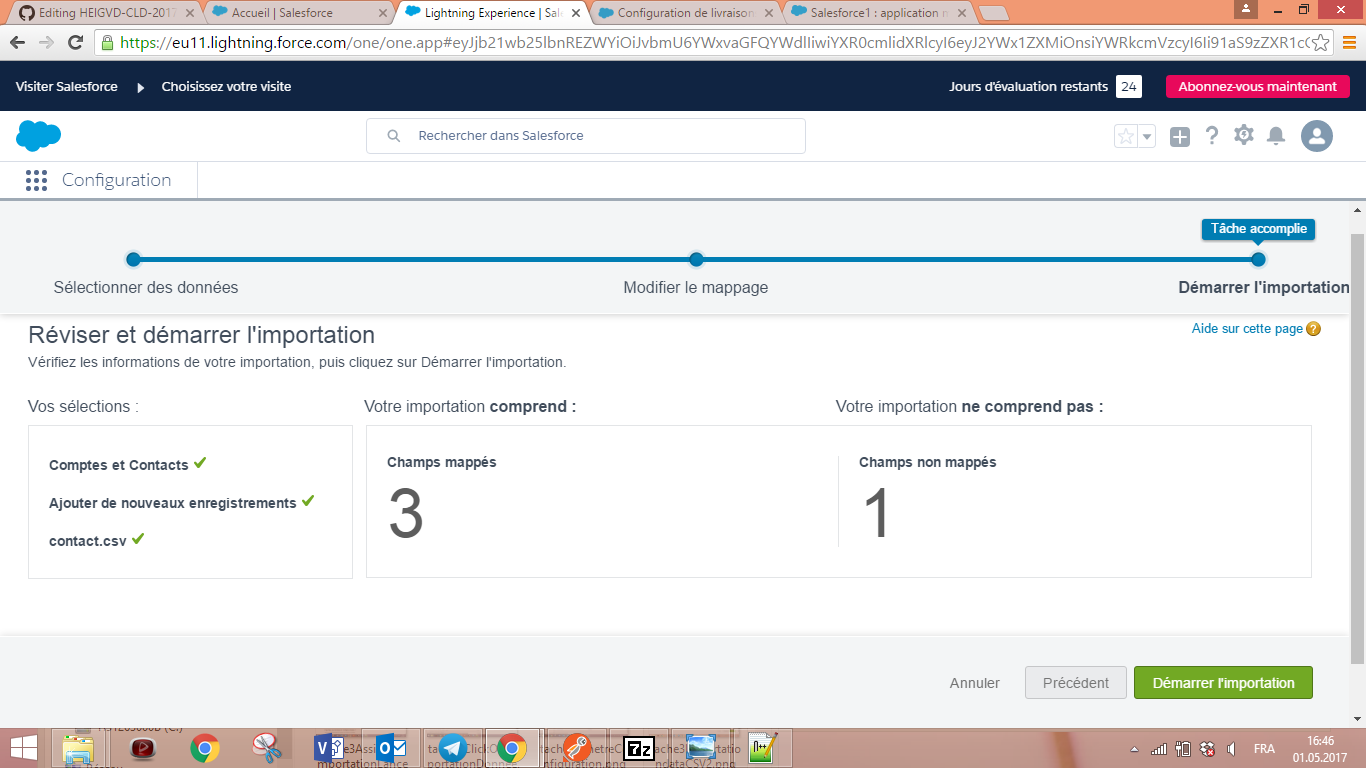 Editing HEIGVD-CLD-2017
Accueil | Salesforce
Lightning Experience | Sal
Configuration de livraison
Salesforce1 : application m
https://eu11.lightning.force.com/one/one.app#eyJjb21wb25lbnREZWYiOiJvbmU6YWxvaGFQYWdlIiwiYXR0cmlidXRlcyI6eyJ2YWx1ZXMiOnsiYWRkcmVzcyI6Ii91aS9zZXR1cC
Visiter Salesforce
Choisissez votre visite
Jours d'évaluation restants 24
Abonnez-vous maintenant
Rechercher dans Salesforce
Configuration
Tâche accomplie
Sélectionner des données
Modifier le mappage
Démarrer l'importation
Réviser et démarrer l'importation
Aide sur cette page
Vérifiez les informations de votre importation, puis cliquez sur Démarrer l'importation.
Vos sélections :
Votre importation comprend :
Votre importation ne comprend pas :
Comptes et Contacts
Ajouter de nouveaux enregistrements
contact.csv
Champs mappés
3
Champs non mappés
1
Annuler
Précédent
Démarrer l'importation
FRA
16:46
01.05.2017